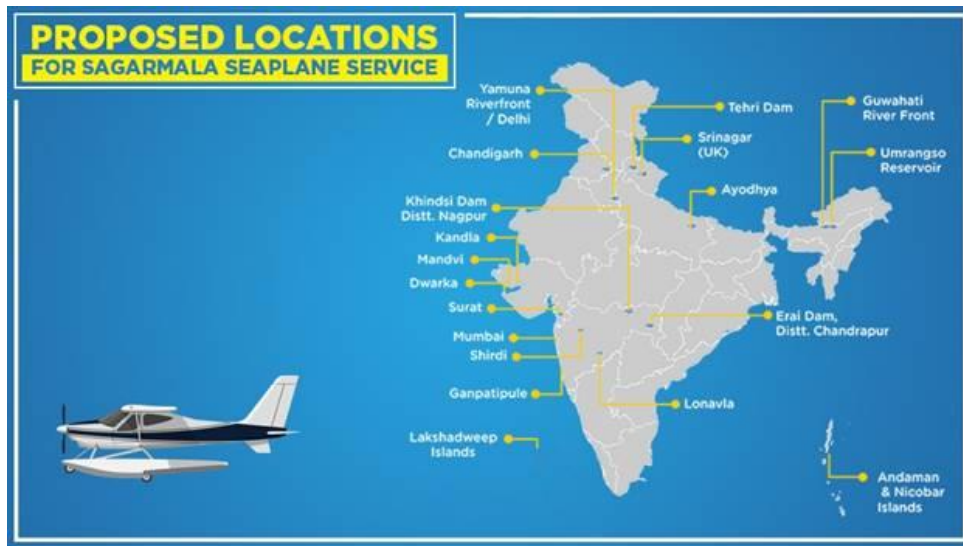 PROPOSED LOCATIONS
FOR SAGARMALA SEAPLANE SERVICE
Yamuna
Riverfront
/ Delhi
Chandigarh
Khindsi Dam
Distt. Nagpur
Kandla
Mandvi
Dwarka
Surat
Mumbai
Shirdi
Ganpatipule
Lakshadweep
Islands
Tehri Dam
Srinagar
(UK)
Ayodhya
Guwahati
River Front
Umrangso
Reservoir
Erai Dam,
Distt. Chandrapur
Lonavla
Andaman
& Nicobar
Islands